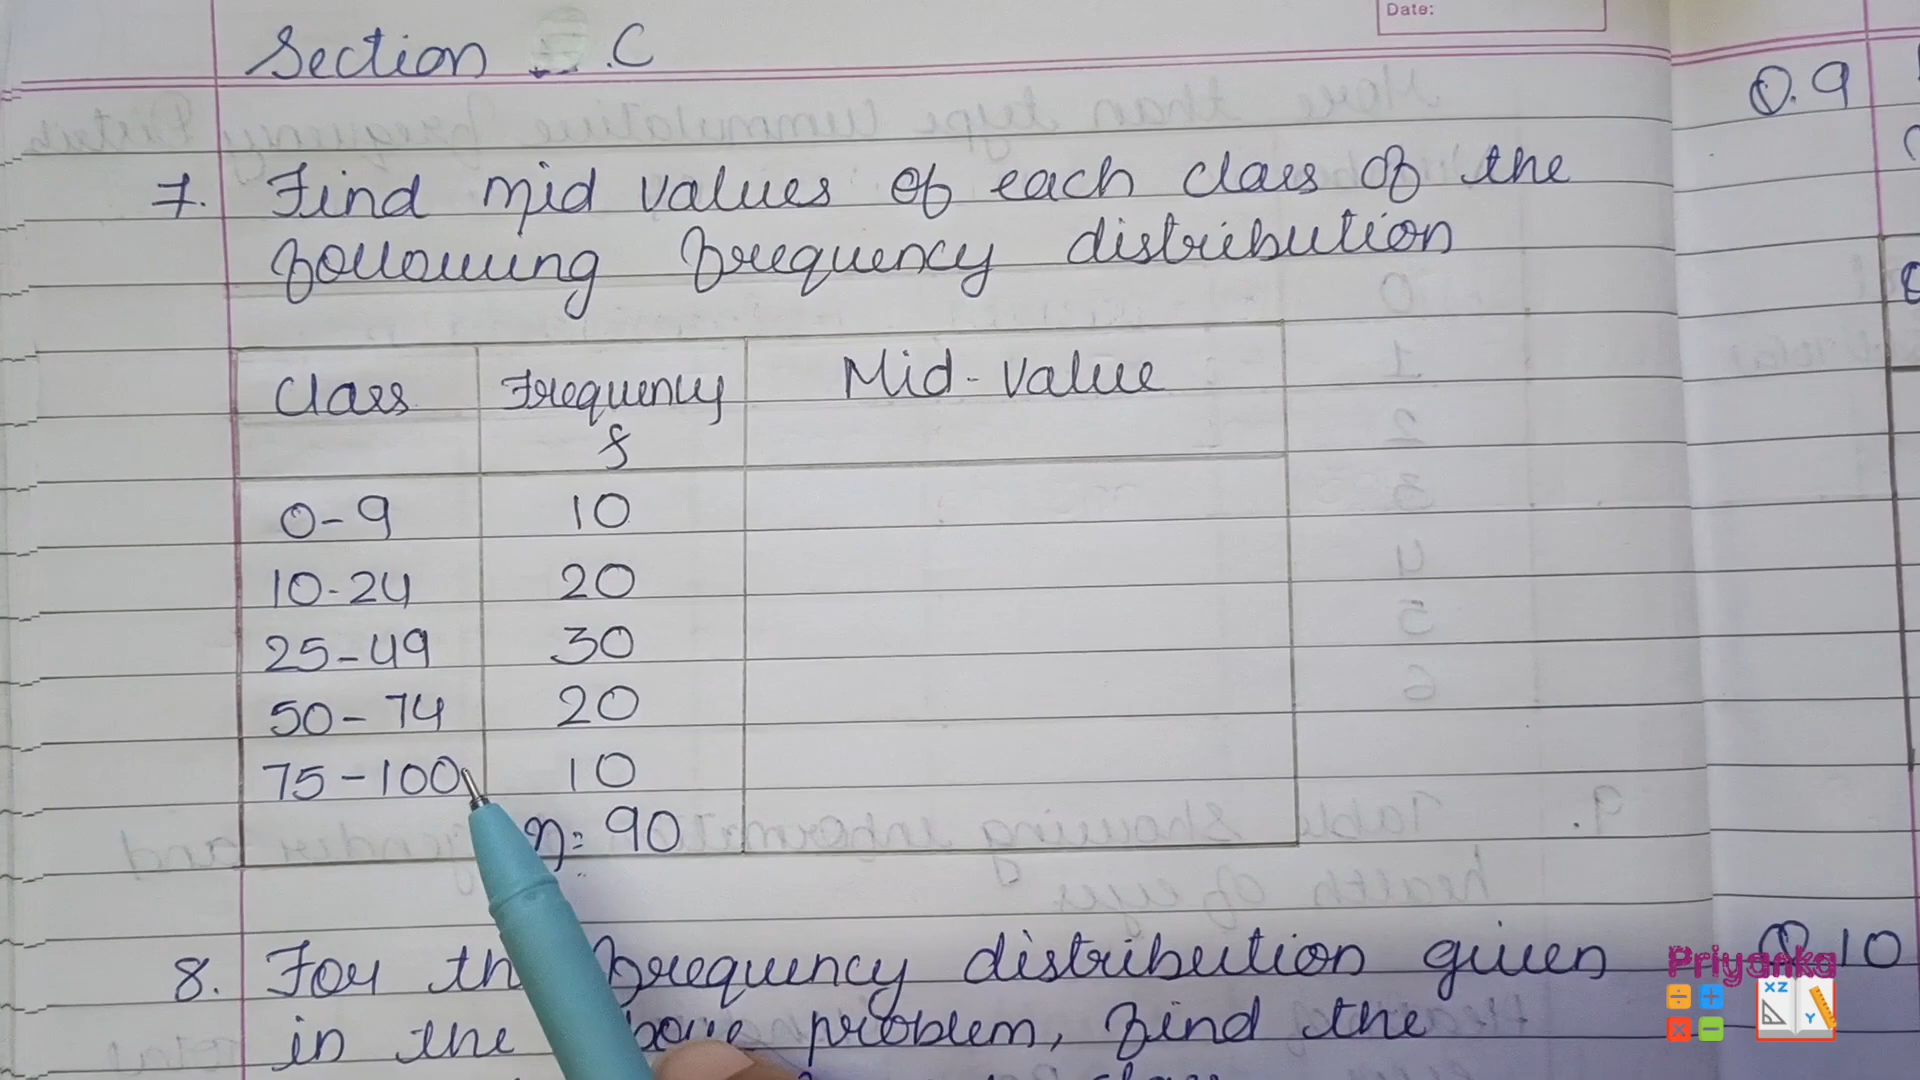 Date:
Section C
Q.9
7. Find mid values of each class of the
following frequency distribution
Class Frequency f Mid-value
0-9 10
10-24 20
25-49 30
50-74 20
75-100 10
n= 90
8. For the frequency distribution given
in the above problem, find the
Q.10
Priyanka